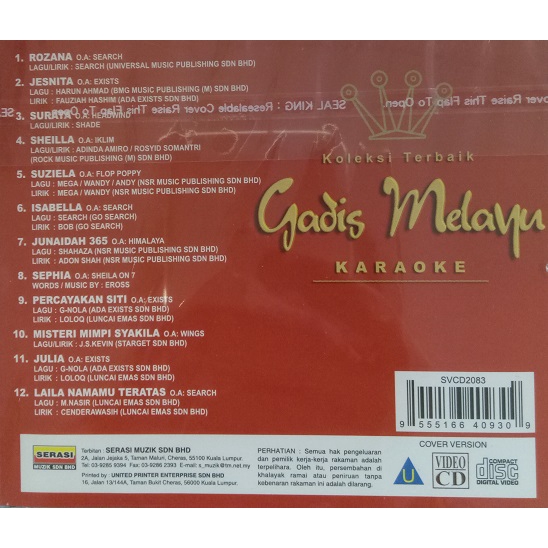 1. ROZANA O.A: SEARCH
LAGU/LIRIK : SEARCH (UNIVERSAL MUSIC PUBLISHING SDN BHD)
2. JESNITA O.A: EXISTS
LAGU : HARUN AHMAD (BMG MUSIC PUBLISHING (M) SDN BHD)
LIRIK : FAUZIAH HASHIM (ADA EXISTS SDN BHD)
SEAL KING : Resealable Cover Raise This Flap To Open
3. SURAYA O.A: HEADWIND
LAGU/LIRIK : SHADE
4. SHEILLA O.A: IKLIM
LAGU/LIRIK : ADINDA AMIRO / ROSYID SOMANTRI
(ROCK MUSIC PUBLISHING (M) SDN BHD)
5. SUZIELA O.A: FLOP POPPY
LAGU : MEGA / WANDY / ANDY (NSR MUSIC PUBLISHING SDN BHD)
LIRIK : MEGA / WANDY (NSR MUSIC PUBLISHING SDN BHD)
6. ISABELLA O.A: SEARCH
LAGU : SEARCH (GO SEARCH)
LIRIK : BOB (GO SEARCH)
7. JUNAIDAH 365 O.A: HIMALAYA
LAGU : SHAHAZA (NSR MUSIC PUBLISHING SDN BHD)
LIRIK : ADON SHAH (NSR MUSIC PUBLISHING SDN BHD)
8. SEPHIA O.A: SHEILA ON 7
WORDS / MUSIC BY : EROSS
9. PERCAYAKAN SITI O.A: EXISTS
LAGU : G-NOLA (ADA EXISTS SDN BHD)
LIRIK : LOLOQ (LUNCAI EMAS SDN BHD)
10. MISTERI MIMPI SYAKILA O.A: WINGS
LAGU/LIRIK : J.S.KEVIN (STARGET SDN BHD)
11. JULIA O.A: EXISTS
LAGU : G-NOLA (ADA EXISTS SDN BHD)
LIRIK : LOLOQ (LUNCAI EMAS SDN BHD)
12. LAILA NAMAMU TERATAS O.A: SEARCH
LAGU : M.NASIR (LUNCAI EMAS SDN BHD)
LIRIK : CENDERAWASIH (LUNCAI EMAS SDN BHD)
Koleksi Terbaik
Gadis Melayu
KARAOKE
SVCD2083
9 555166 409309
SERASI
MUZIK SDN BHD
Terbitan : SERASI MUZIK SDN BHD
2A, Jalan Jejaka 5, Taman Maluri, Cheras, 55100 Kuala Lumpur.
Tel: 03-9285 9394 Fax: 03-9286 2393 E-mail: s_muzik@tm.net.my
Printed by : UNITED PRINTER ENTERPRISE SDN BHD
16, Jalan 13/144A, Taman Bukit Cheras, 56000 Kuala Lumpur.
PERHATIAN : Semua hak pengeluaran
dan pemilik kerja-kerja rakaman adalah
terpelihara. Oleh itu, persembahan di
khalayak ramai atau peniruan tanpa
kebenaran rakaman ini adalah dilarang.
COVER VERSION
U
VIDEO
CD
COMPACT
disc
DIGITAL VIDEO